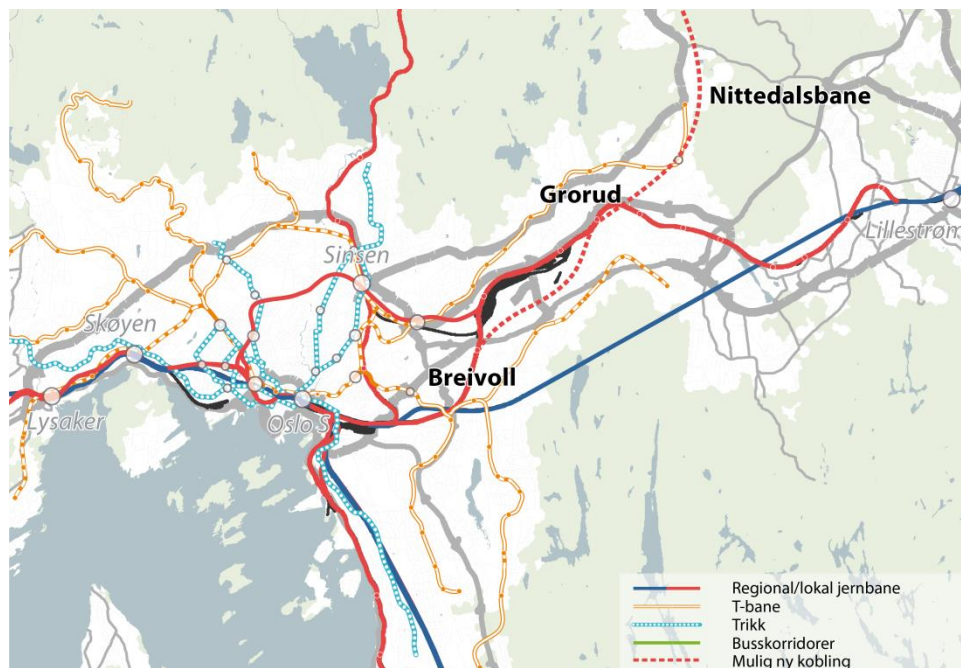 Nittedalsbane
Grorud
Lillestrøm
Sinsen
Skøyen
Breivoll
Lysaker
Oslo S
Regional/lokal jernbane
T-bane
Trikk
Busskorridorer
Mulig ny kobling